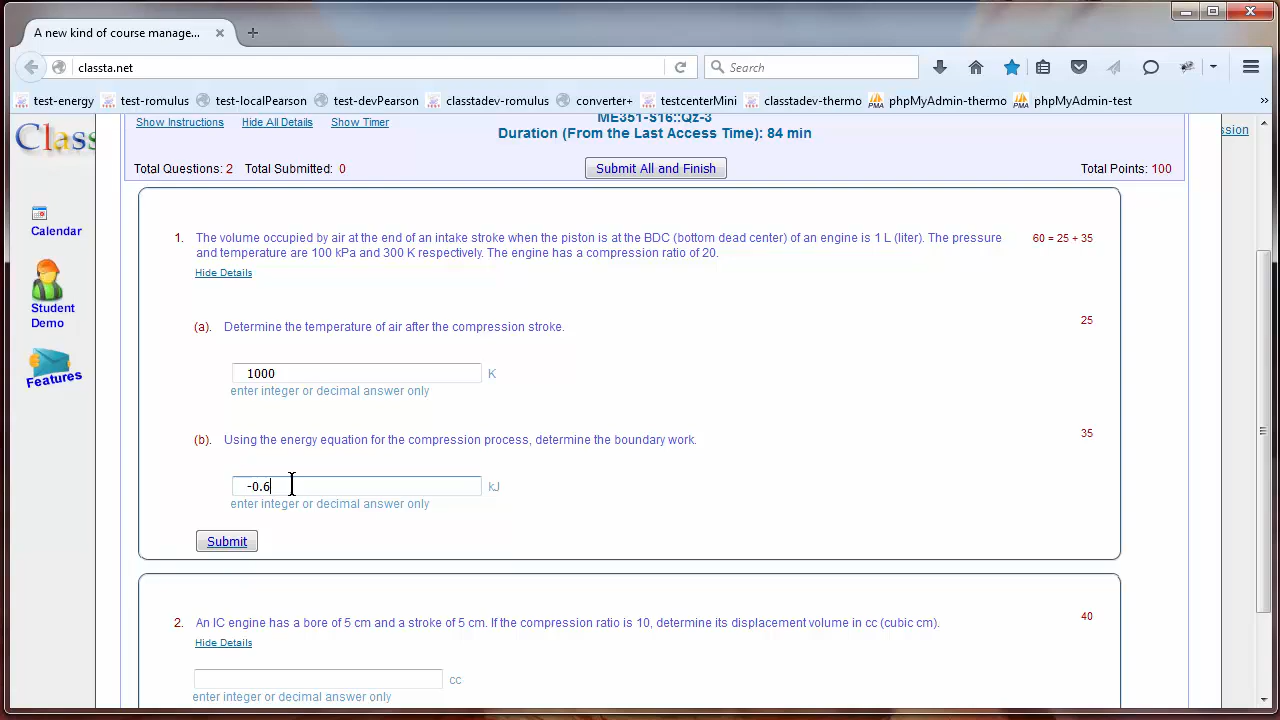 A new kind of course manage...
classta.net
Search
test-energy test-romulus test-localPearson test-devPearson classtadev-romulus converter+ testcenterMini classtadev-thermo phpMyAdmin-thermo phpMyAdmin-test »
Class
Show Instructions Hide All Details Show Timer
ME351-S16::Qz-3
Duration (From the Last Access Time): 84 min
ssion
Total Questions: 2 Total Submitted: 0 Submit All and Finish Total Points: 100
Calendar
Student
Demo
Features
1. The volume occupied by air at the end of an intake stroke when the piston is at the BDC (bottom dead center) of an engine is 1 L (liter). The pressure 60 = 25 + 35
and temperature are 100 kPa and 300 K respectively. The engine has a compression ratio of 20.
Hide Details
(a). Determine the temperature of air after the compression stroke. 25
1000 K
enter integer or decimal answer only
(b). Using the energy equation for the compression process, determine the boundary work. 35
-0.6 kJ
enter integer or decimal answer only
Submit
2. An IC engine has a bore of 5 cm and a stroke of 5 cm. If the compression ratio is 10, determine its displacement volume in cc (cubic cm). 40
Hide Details
cc
enter integer or decimal answer only